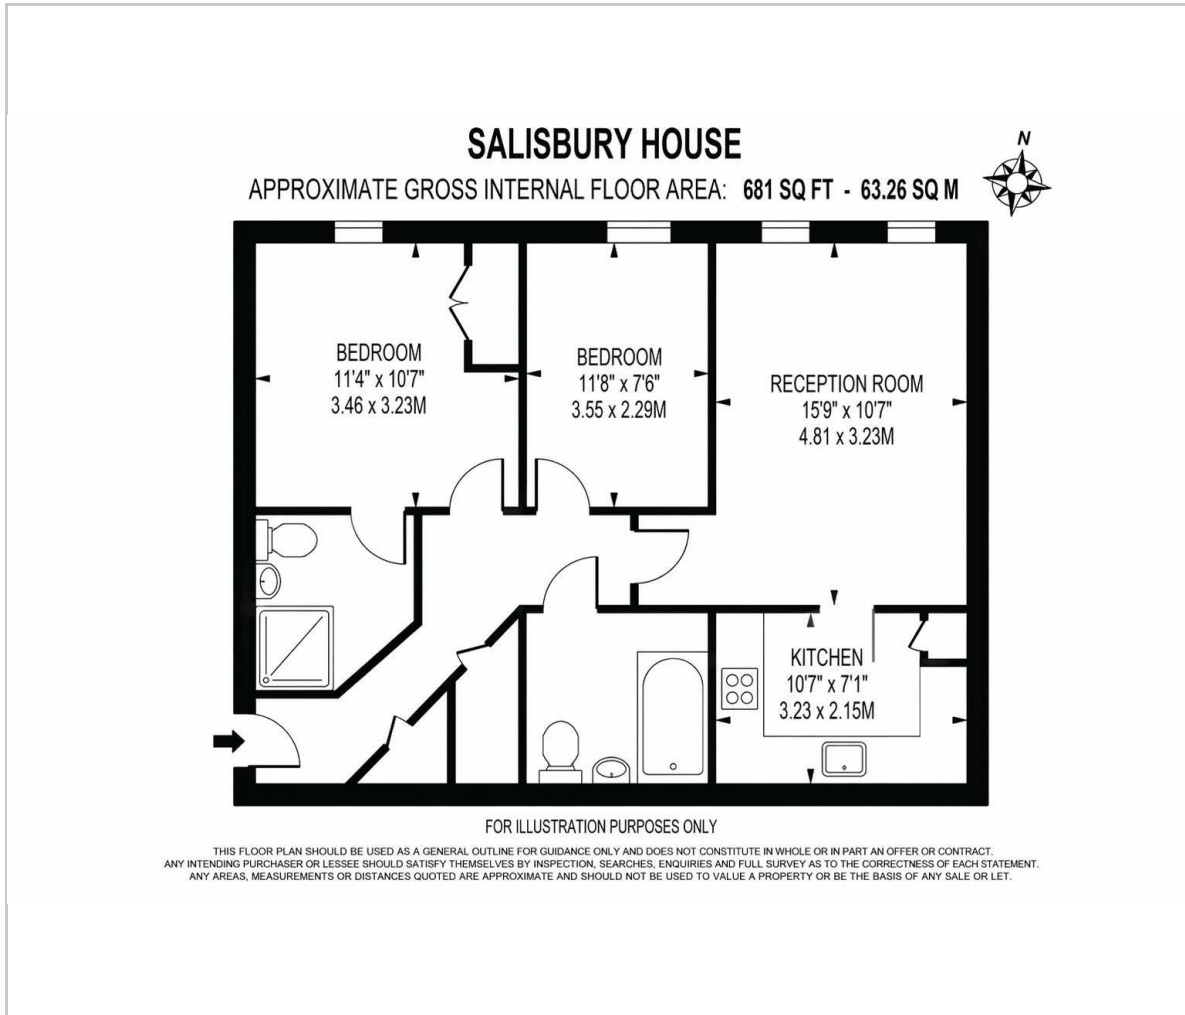 SALISBURY HOUSE
N
APPROXIMATE GROSS INTERNAL FLOOR AREA: 681 SQ FT - 63.26 SQ M
BEDROOM
11'4" x 10'7"
3.46 x 3.23M
BEDROOM
11'8" x 7'6"
3.55 x 2.29M
RECEPTION ROOM
15'9" x 10'7"
4.81 x 3.23M
KITCHEN
10'7" x 7'1"
3.23 x 2.15M
FOR ILLUSTRATION PURPOSES ONLY
THIS FLOOR PLAN SHOULD BE USED AS A GENERAL OUTLINE FOR GUIDANCE ONLY AND DOES NOT CONSTITUTE IN WHOLE OR IN PART AN OFFER OR CONTRACT.
ANY INTENDING PURCHASER OR LESSEE SHOULD SATISFY THEMSELVES BY INSPECTION, SEARCHES, ENQUIRIES AND FULL SURVEY AS TO THE CORRECTNESS OF EACH STATEMENT.
ANY AREAS, MEASUREMENTS OR DISTANCES QUOTED ARE APPROXIMATE AND SHOULD NOT BE USED TO VALUE A PROPERTY OR BE THE BASIS OF ANY SALE OR LET.